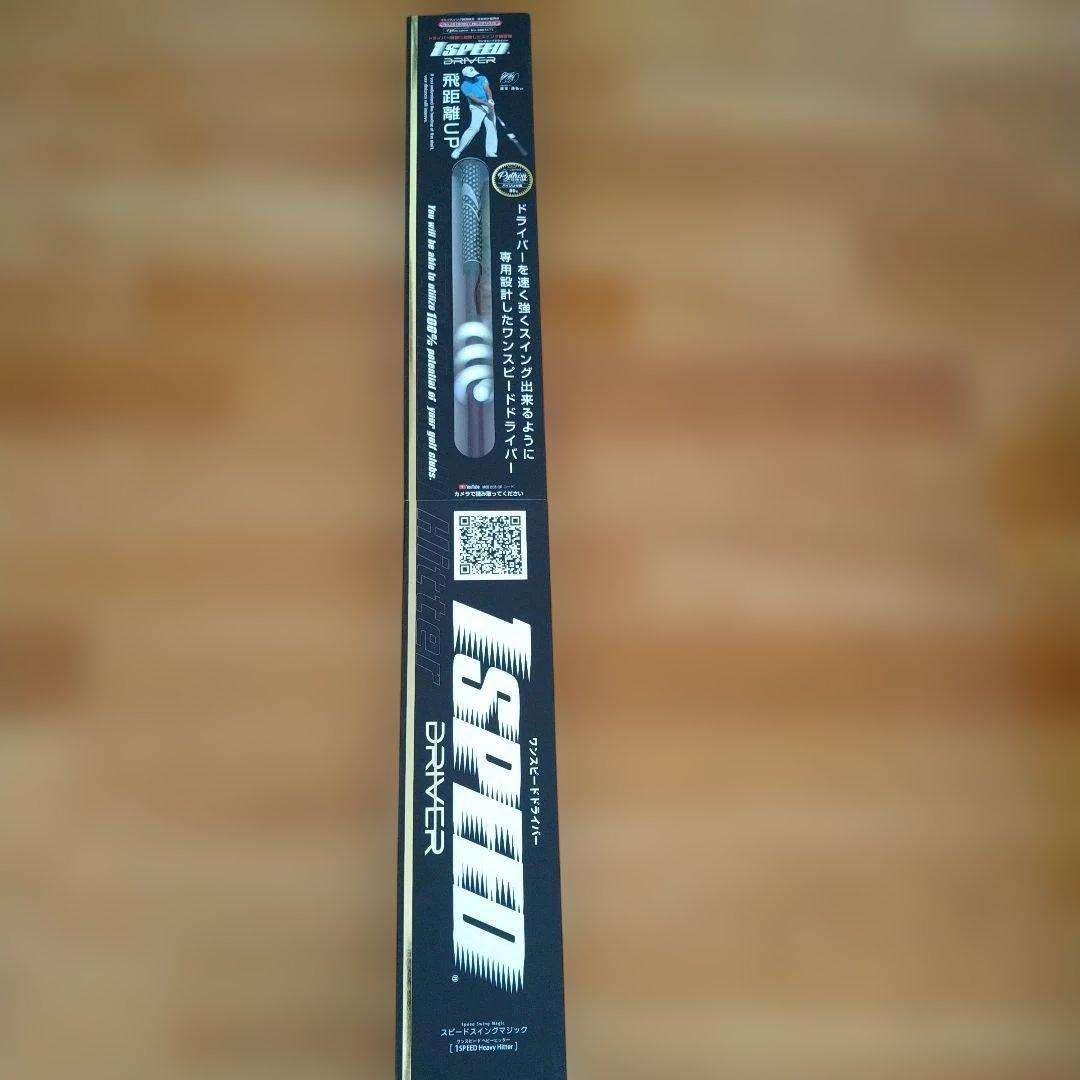 1SPEED
DRIVER
飛距離UP
Python
ドライバーを速く強くスイング出来るように
専用設計したワンスピードドライバー
You will be able to utilize 100% potential of your golf clubs.
YouTube
カメラで読み取ってください
Hitter
1SPEED®
ワンスピードドライバー
DRIVER
Speed Swing Magic
スピードスイングマジック
ワンスピード ヘビーヒッター
[ 1SPEED Heavy Hitter ]